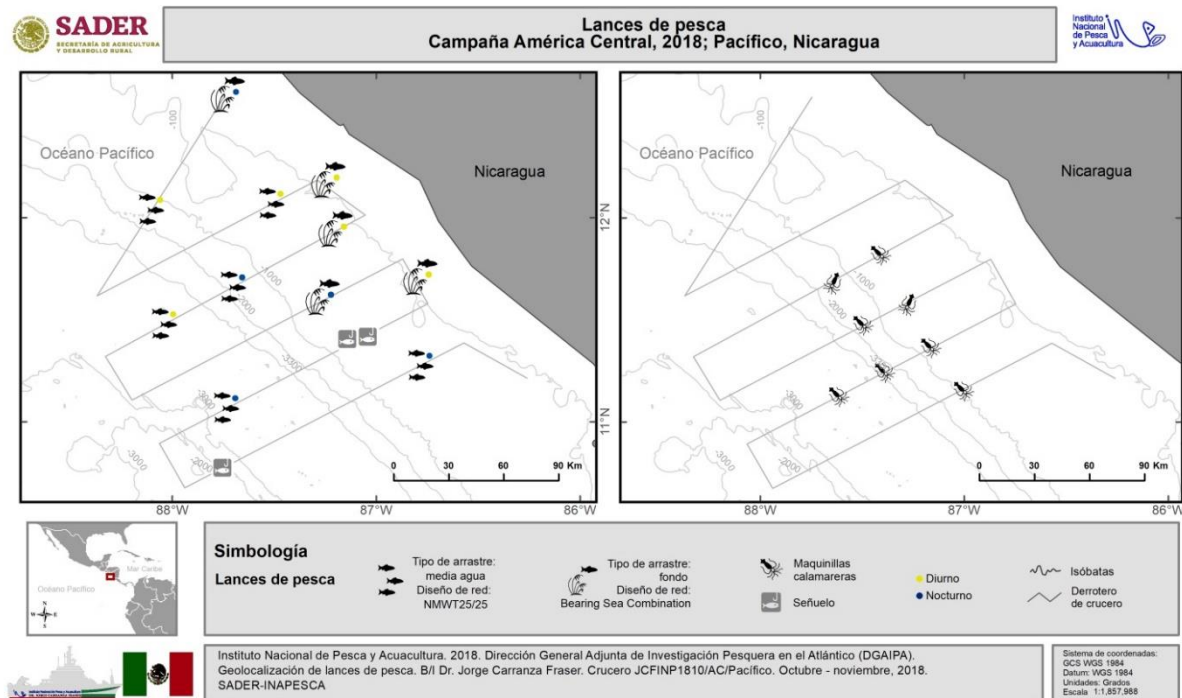 SADER
SECRETARÍA DE AGRICULTURA
Y DESARROLLO RURAL
Lances de pesca
Campaña América Central, 2018; Pacífico, Nicaragua
Instituto
Nacional
de Pesca
y Acuacultura
Océano Pacífico
Nicaragua
-100
-1000
-2000
-3300
-3000
-3000
-2000
12°N
11°N
0 30 60 90 Km
88°W 87°W 86°W
Océano Pacífico
Nicaragua
-100
-1000
-2000
-3300
-3000
-3000
-2000
0 30 60 90 Km
88°W 87°W 86°W
Mar Caribe
Océano Pacífico
N
W E
S
Simbología
Lances de pesca
Tipo de arrastre:
media agua
Diseño de red:
NMWT25/25
Tipo de arrastre:
fondo
Diseño de red:
Bearing Sea Combination
Maquinillas
calamareras
Señuelo
Diurno
Nocturno
Isóbatas
Derrotero
de crucero
Instituto Nacional de Pesca y Acuacultura. 2018. Dirección General Adjunta de Investigación Pesquera en el Atlántico (DGAIPA).
Geolocalización de lances de pesca. B/I Dr. Jorge Carranza Fraser. Crucero JCFINP1810/AC/Pacífico. Octubre - noviembre, 2018.
SADER-INAPESCA
Sistema de coordenadas:
GCS WGS 1984
Datum: WGS 1984
Unidades: Grados
Escala 1:1,857,988